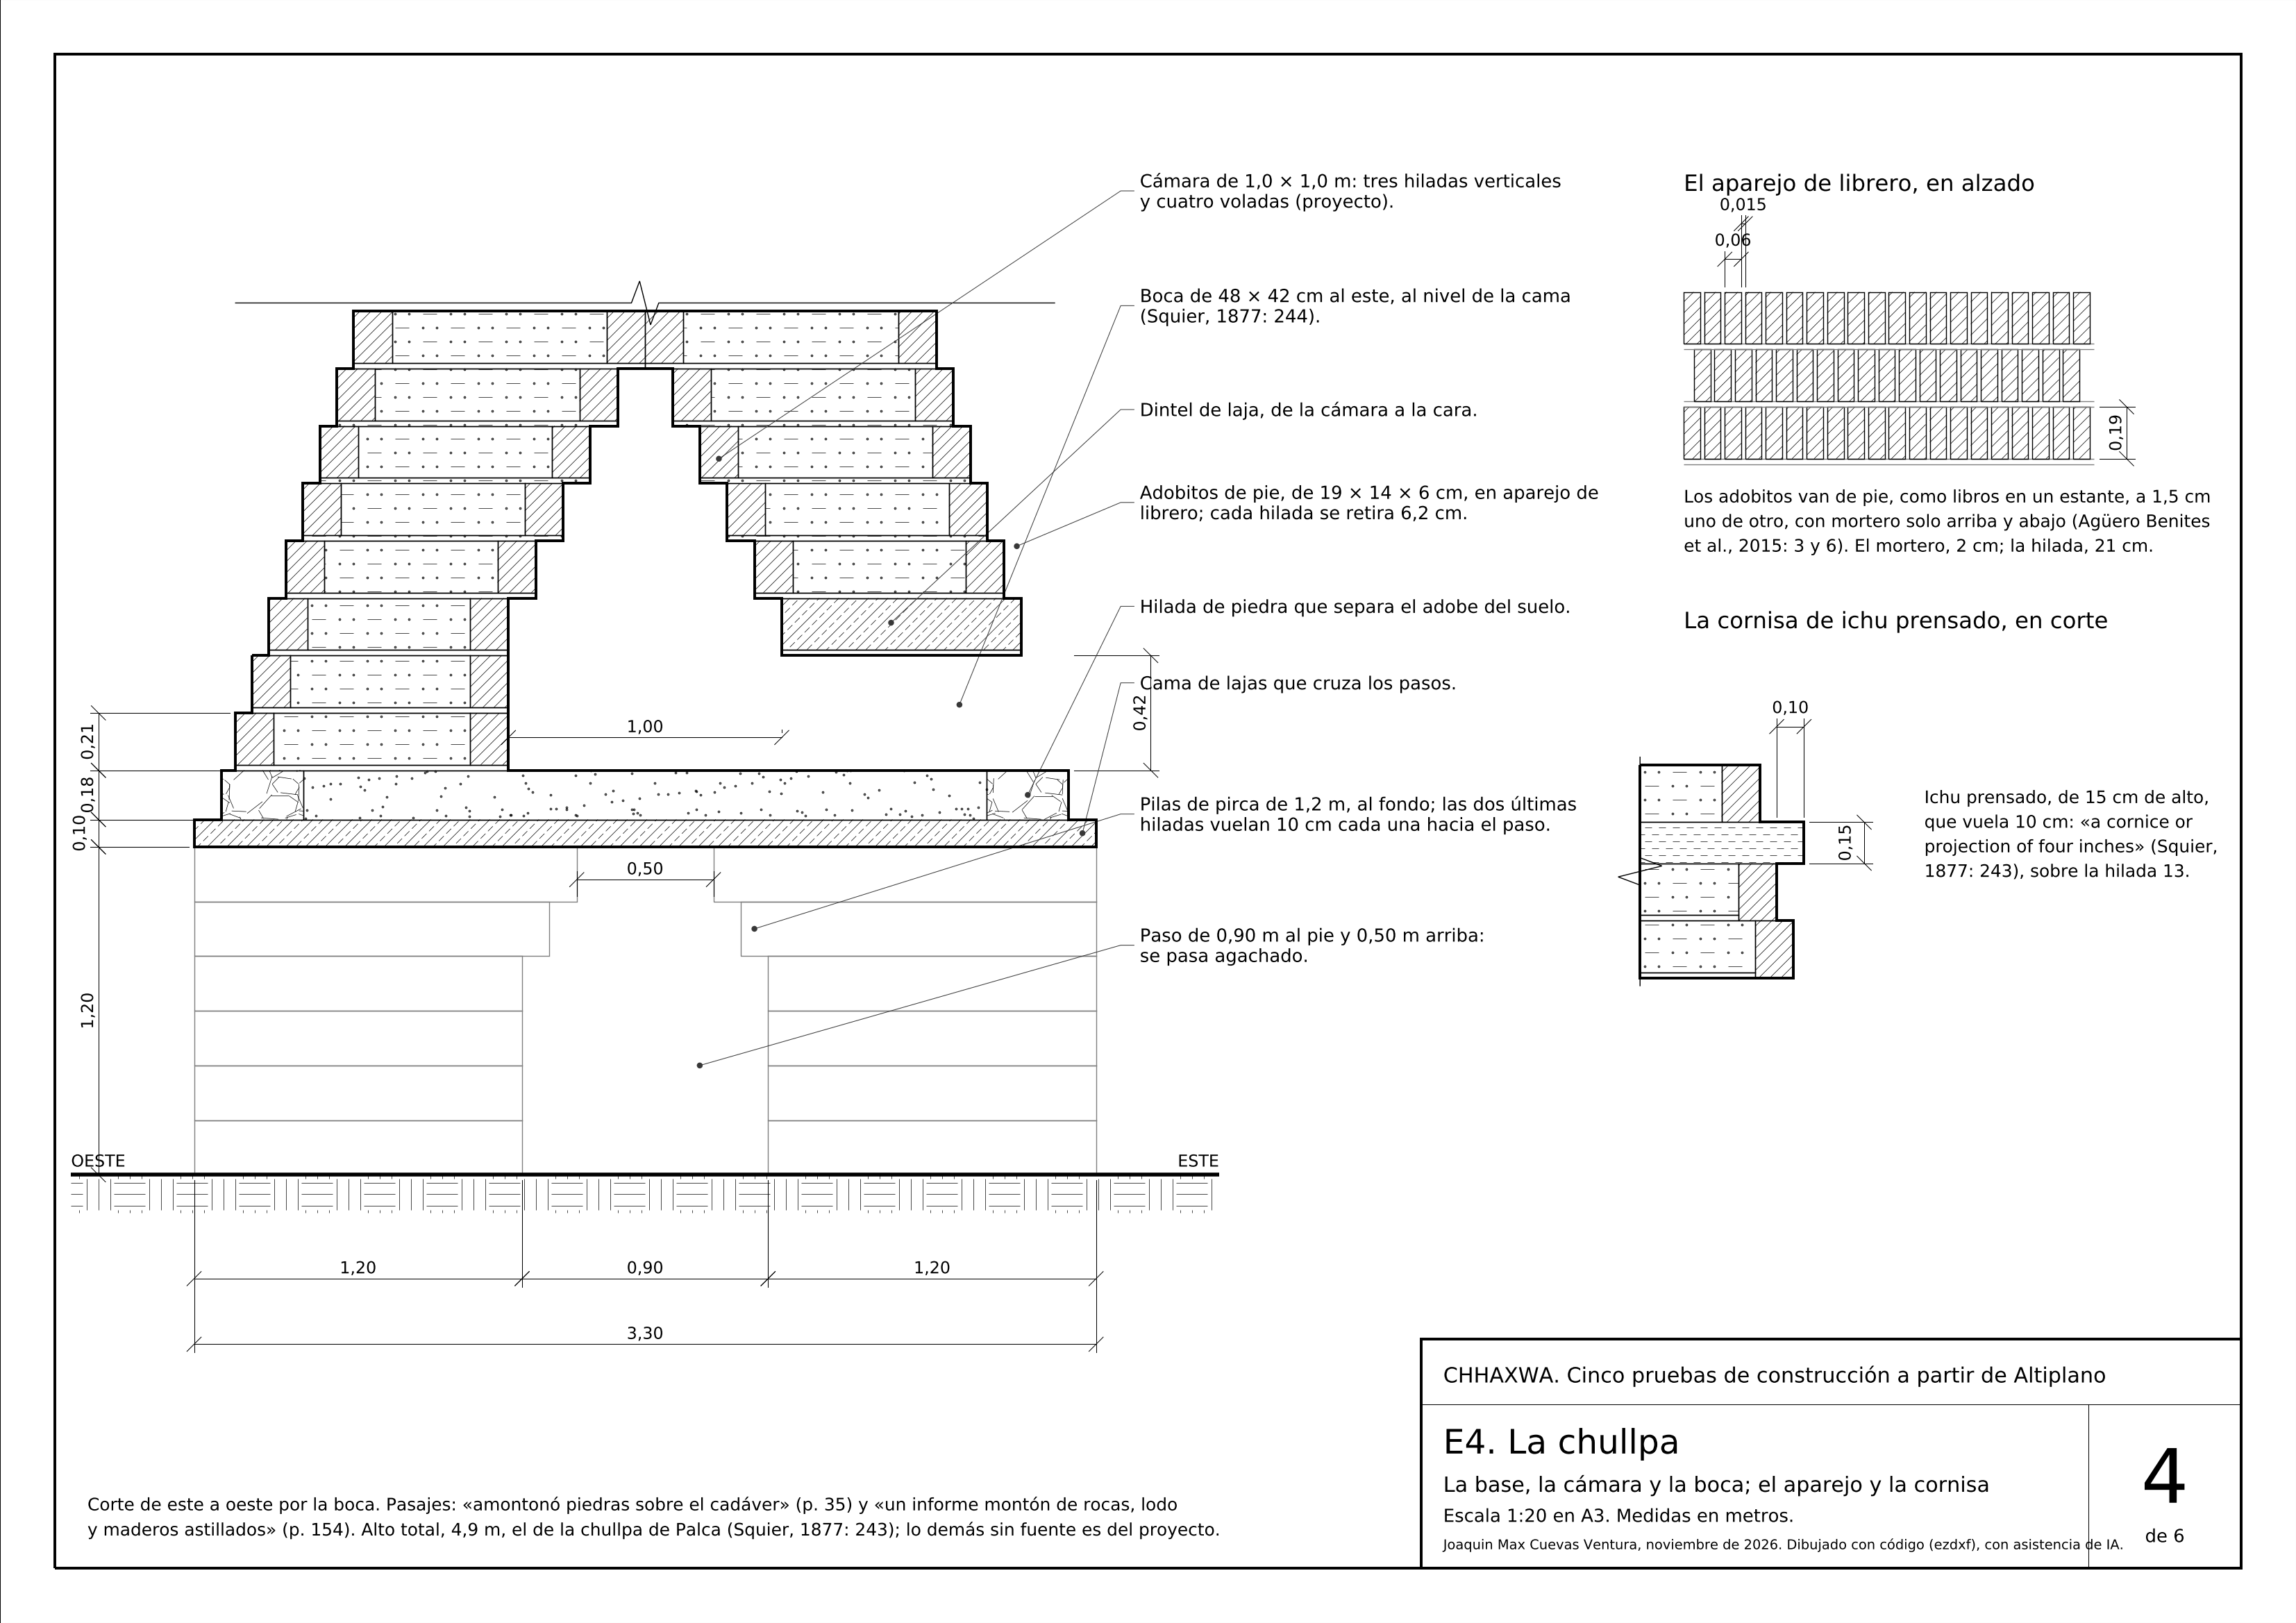 Cámara de 1,0 × 1,0 m: tres hiladas verticales
y cuatro voladas (proyecto).
Boca de 48 × 42 cm al este, al nivel de la cama
(Squier, 1877: 244).
Dintel de laja, de la cámara a la cara.
Adobitos de pie, de 19 × 14 × 6 cm, en aparejo de
librero; cada hilada se retira 6,2 cm.
Hilada de piedra que separa el adobe del suelo.
Cama de lajas que cruza los pasos.
Pilas de pirca de 1,2 m, al fondo; las dos últimas
hiladas vuelan 10 cm cada una hacia el paso.
Paso de 0,90 m al pie y 0,50 m arriba:
se pasa agachado.
1,00
0,42
0,21
0,18
0,10
1,20
0,50
OESTE
ESTE
1,20
0,90
1,20
3,30
El aparejo de librero, en alzado
0,015
0,06
0,19
Los adobitos van de pie, como libros en un estante, a 1,5 cm
uno de otro, con mortero solo arriba y abajo (Agüero Benites
et al., 2015: 3 y 6). El mortero, 2 cm; la hilada, 21 cm.
La cornisa de ichu prensado, en corte
0,10
0,15
Ichu prensado, de 15 cm de alto,
que vuela 10 cm: «a cornice or
projection of four inches» (Squier,
1877: 243), sobre la hilada 13.
Corte de este a oeste por la boca. Pasajes: «amontonó piedras sobre el cadáver» (p. 35) y «un informe montón de rocas, lodo
y maderos astillados» (p. 154). Alto total, 4,9 m, el de la chullpa de Palca (Squier, 1877: 243); lo demás sin fuente es del proyecto.
CHHAXWA. Cinco pruebas de construcción a partir de Altiplano
E4. La chullpa
La base, la cámara y la boca; el aparejo y la cornisa
Escala 1:20 en A3. Medidas en metros.
Joaquin Max Cuevas Ventura, noviembre de 2026. Dibujado con código (ezdxf), con asistencia de IA.
4
de 6